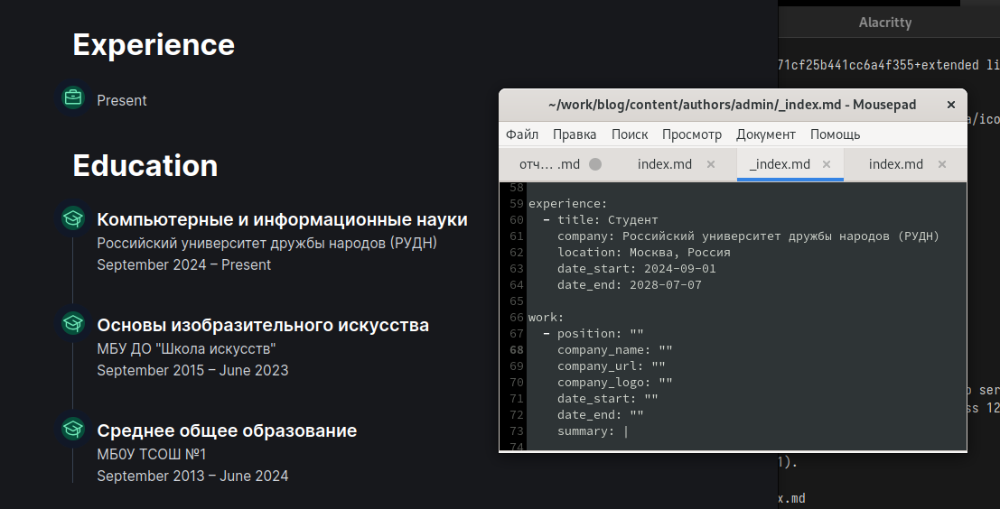 Experience
Present
Education
Компьютерные и информационные науки
Российский университет дружбы народов (РУДН)
September 2024 – Present
Основы изобразительного искусства
МБУ ДО "Школа искусств"
September 2015 – June 2023
Среднее общее образование
МБ0У ТСОШ №1
September 2013 – June 2024
Alacritty
71cf25b441cc6a4f355+extended li
a/ico
~/work/blog/content/authors/admin/_index.md - Mousepad
Файл Правка Поиск Просмотр Документ Помощь
отч... .md index.md _index.md index.md
58
59 experience:
60 - title: Студент
61 company: Российский университет дружбы народов (РУДН)
62 location: Москва, Россия
63 date_start: 2024-09-01
64 date_end: 2028-07-07
65
66 work:
67 - position: ""
68 company_name: ""
69 company_url: ""
70 company_logo: ""
71 date_start: ""
72 date_end: ""
73 summary: |
74
ser
ss 12
1).
x.md